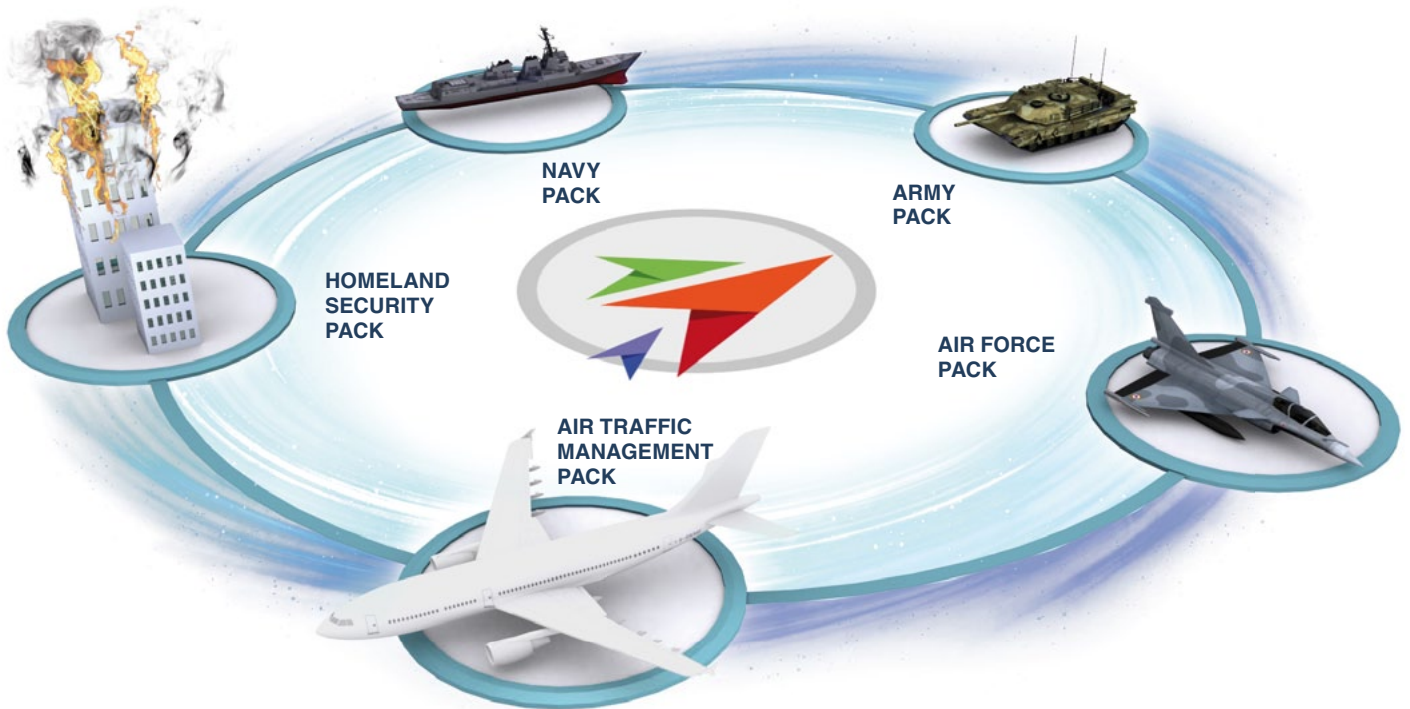 NAVY
PACK
ARMY
PACK
HOMELAND
SECURITY
PACK
AIR FORCE
PACK
AIR TRAFFIC
MANAGEMENT
PACK